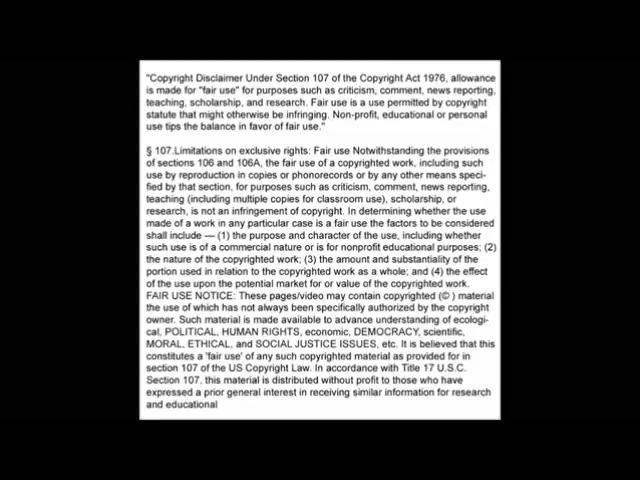 "Copyright Disclaimer Under Section 107 of the Copyright Act 1976, allowance
is made for "fair use" for purposes such as criticism, comment, news reporting,
teaching, scholarship, and research. Fair use is a use permitted by copyright
statute that might otherwise be infringing. Non-profit, educational or personal
use tips the balance in favor of fair use."
§ 107.Limitations on exclusive rights: Fair use Notwithstanding the provisions
of sections 106 and 106A, the fair use of a copyrighted work, including such
use by reproduction in copies or phonorecords or by any other means speci-
fied by that section, for purposes such as criticism, comment, news reporting,
teaching (including multiple copies for classroom use), scholarship, or
research, is not an infringement of copyright. In determining whether the use
made of a work in any particular case is a fair use the factors to be considered
shall include — (1) the purpose and character of the use, including whether
such use is of a commercial nature or is for nonprofit educational purposes; (2)
the nature of the copyrighted work; (3) the amount and substantiality of the
portion used in relation to the copyrighted work as a whole; and (4) the effect
of the use upon the potential market for or value of the copyrighted work.
FAIR USE NOTICE: These pages/video may contain copyrighted (© ) material
the use of which has not always been specifically authorized by the copyright
owner. Such material is made available to advance understanding of ecologi-
cal, POLITICAL, HUMAN RIGHTS, economic, DEMOCRACY, scientific,
MORAL, ETHICAL, and SOCIAL JUSTICE ISSUES, etc. It is believed that this
constitutes a 'fair use' of any such copyrighted material as provided for in
section 107 of the US Copyright Law. In accordance with Title 17 U.S.C.
Section 107, this material is distributed without profit to those who have
expressed a prior general interest in receiving similar information for research
and educational